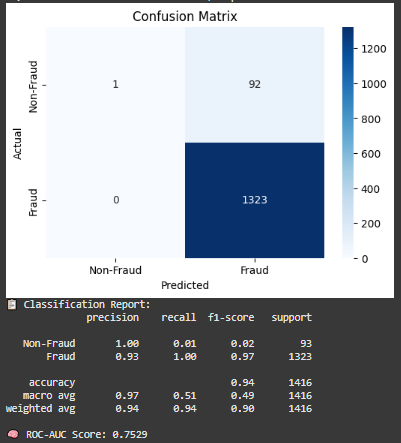 Confusion Matrix
1200
1000
800
600
400
200
0
Actual
Non-Fraud
1
92
Fraud
0
1323
Non-Fraud
Fraud
Predicted
📋 Classification Report:
precision recall f1-score support
Non-Fraud 1.00 0.01 0.02 93
Fraud 0.93 1.00 0.97 1323
accuracy 0.94 1416
macro avg 0.97 0.51 0.49 1416
weighted avg 0.94 0.94 0.90 1416
🧠 ROC-AUC Score: 0.7529